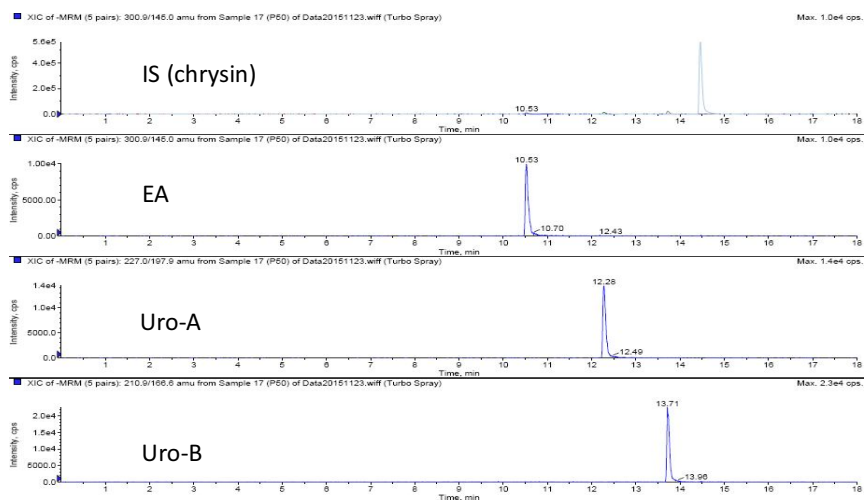 XIC of -MRM (5 pairs): 300.9/145.0 amu from Sample 17 (P50) of Data20151123.wiff (Turbo Spray) Max. 1.0e4 cps.
Intensity, cps
5.6e5
4.0e5
2.0e5
0.0
IS (chrysin)
10.53
1 2 3 4 5 6 7 8 9 10 11 12 13 14 15 16 17 18
Time, min
XIC of -MRM (5 pairs): 300.9/145.0 amu from Sample 17 (P50) of Data20151123.wiff (Turbo Spray) Max. 1.0e4 cps.
Intensity, cps
1.00e4
5000.00
0.00
EA
10.53
10.70
12.43
1 2 3 4 5 6 7 8 9 10 11 12 13 14 15 16 17 18
Time, min
XIC of -MRM (5 pairs): 227.0/197.9 amu from Sample 17 (P50) of Data20151123.wiff (Turbo Spray) Max. 1.4e4 cps.
Intensity, cps
1.4e4
1.0e4
5000.0
0.0
Uro-A
12.28
12.49
1 2 3 4 5 6 7 8 9 10 11 12 13 14 15 16 17 18
Time, min
XIC of -MRM (5 pairs): 210.9/166.6 amu from Sample 17 (P50) of Data20151123.wiff (Turbo Spray) Max. 2.3e4 cps.
Intensity, cps
2.0e4
1.5e4
1.0e4
5000.0
0.0
Uro-B
13.71
13.96
1 2 3 4 5 6 7 8 9 10 11 12 13 14 15 16 17 18
Time, min